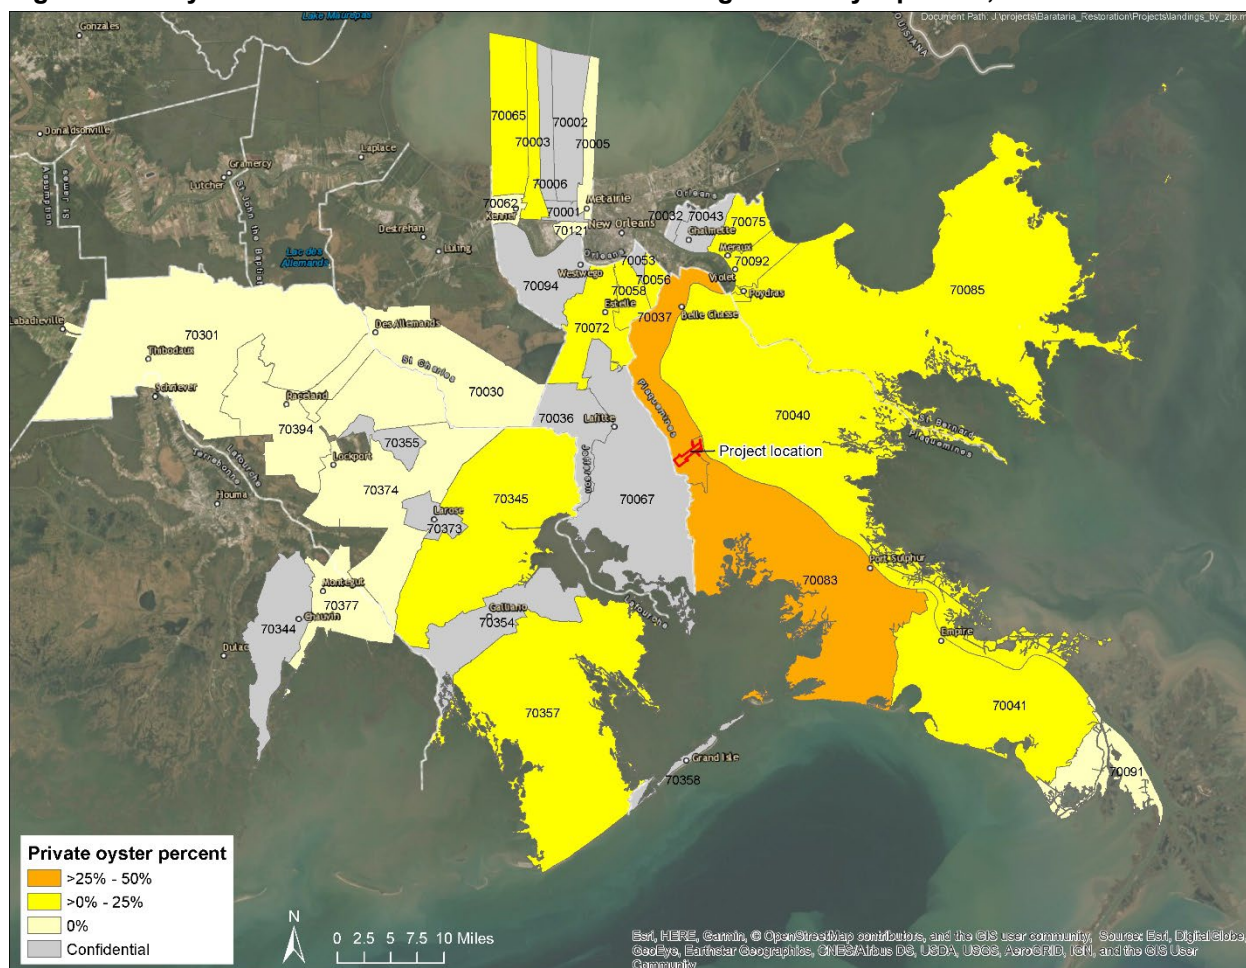 Document Path: J:\projects\Barataria_Restoration\Projects\landings_by_zip.m
Gonzales
Lake Maurepas
LOUISIANA
Donaldsonville
Gramercy
Lutcher
Laplace
Assumption
St John the Baptist
Lac des
Allemands
Destrehan
Luling
70065
70003
70002
70005
70006
70062
Kenner
70001
Metairie
70121
New Orleans
Orleans
70032
70043
Chalmette
70075
Meraux
70092
Violet
Poydras
70085
70094
Westwego
Orleans
70053
70056
70058
Estelle
70072
70037
Belle Chasse
Labadieville
70301
Thibodaux
Schriever
Des Allemands
St Charles
Raceland
70030
70394
70036
Lafitte
Plaquemines
70040
St Bernard
Plaquemines
Project location
70355
Lockport
Lafourche
Terrebonne
Houma
70374
70345
Jefferson
70067
Larose
70373
Port Sulphur
70083
Montegut
70377
Chauvin
70344
Dulac
Galliano
70354
Lafourche
Empire
70357
70041
70091
Grand Isle
70358
Private oyster percent
>25% - 50%
>0% - 25%
0%
Confidential
N
0 2.5 5 7.5 10 Miles
Esri, HERE, Garmin, © OpenStreetMap contributors, and the GIS user community, Source: Esri, DigitalGlobe,
GeoEye, Earthstar Geographics, CNES/Airbus DS, USDA, USGS, AeroGRID, IGN, and the GIS User
Community